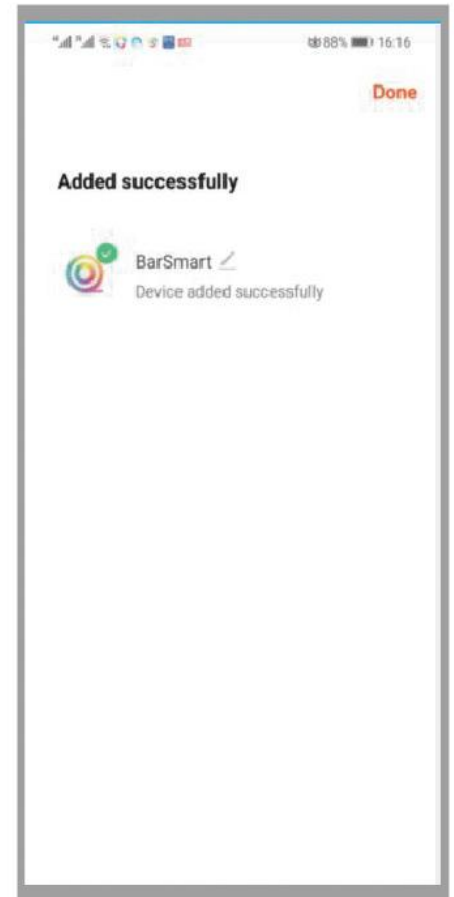 88% 16:16
Done
Added successfully
BarSmart
Device added successfully